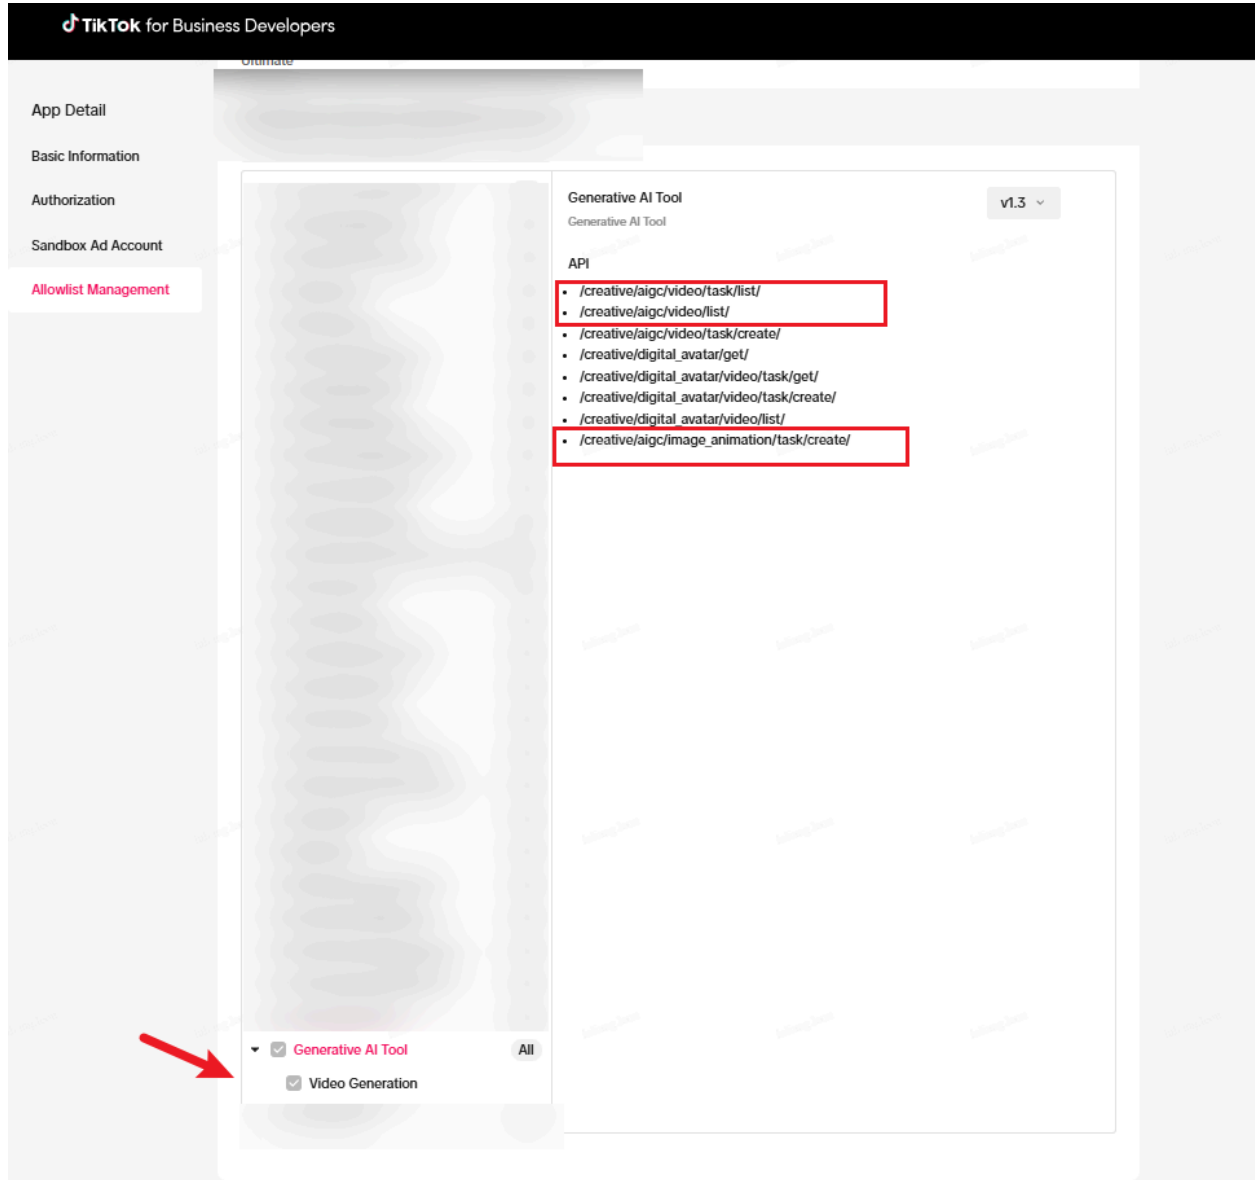 TikTok for Business Developers
Ultimate
App Detail
Basic Information
Authorization
Sandbox Ad Account
Allowlist Management
Generative AI Tool
v1.3
Generative AI Tool
API
• /creative/aigc/video/task/list/
• /creative/aigc/video/list/
• /creative/aigc/video/task/create/
• /creative/digital_avatar/get/
• /creative/digital_avatar/video/task/get/
• /creative/digital_avatar/video/task/create/
• /creative/digital_avatar/video/list/
• /creative/aigc/image_animation/task/create/
Generative AI Tool
All
Video Generation